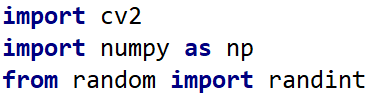 import cv2
import numpy as np
from random import randint